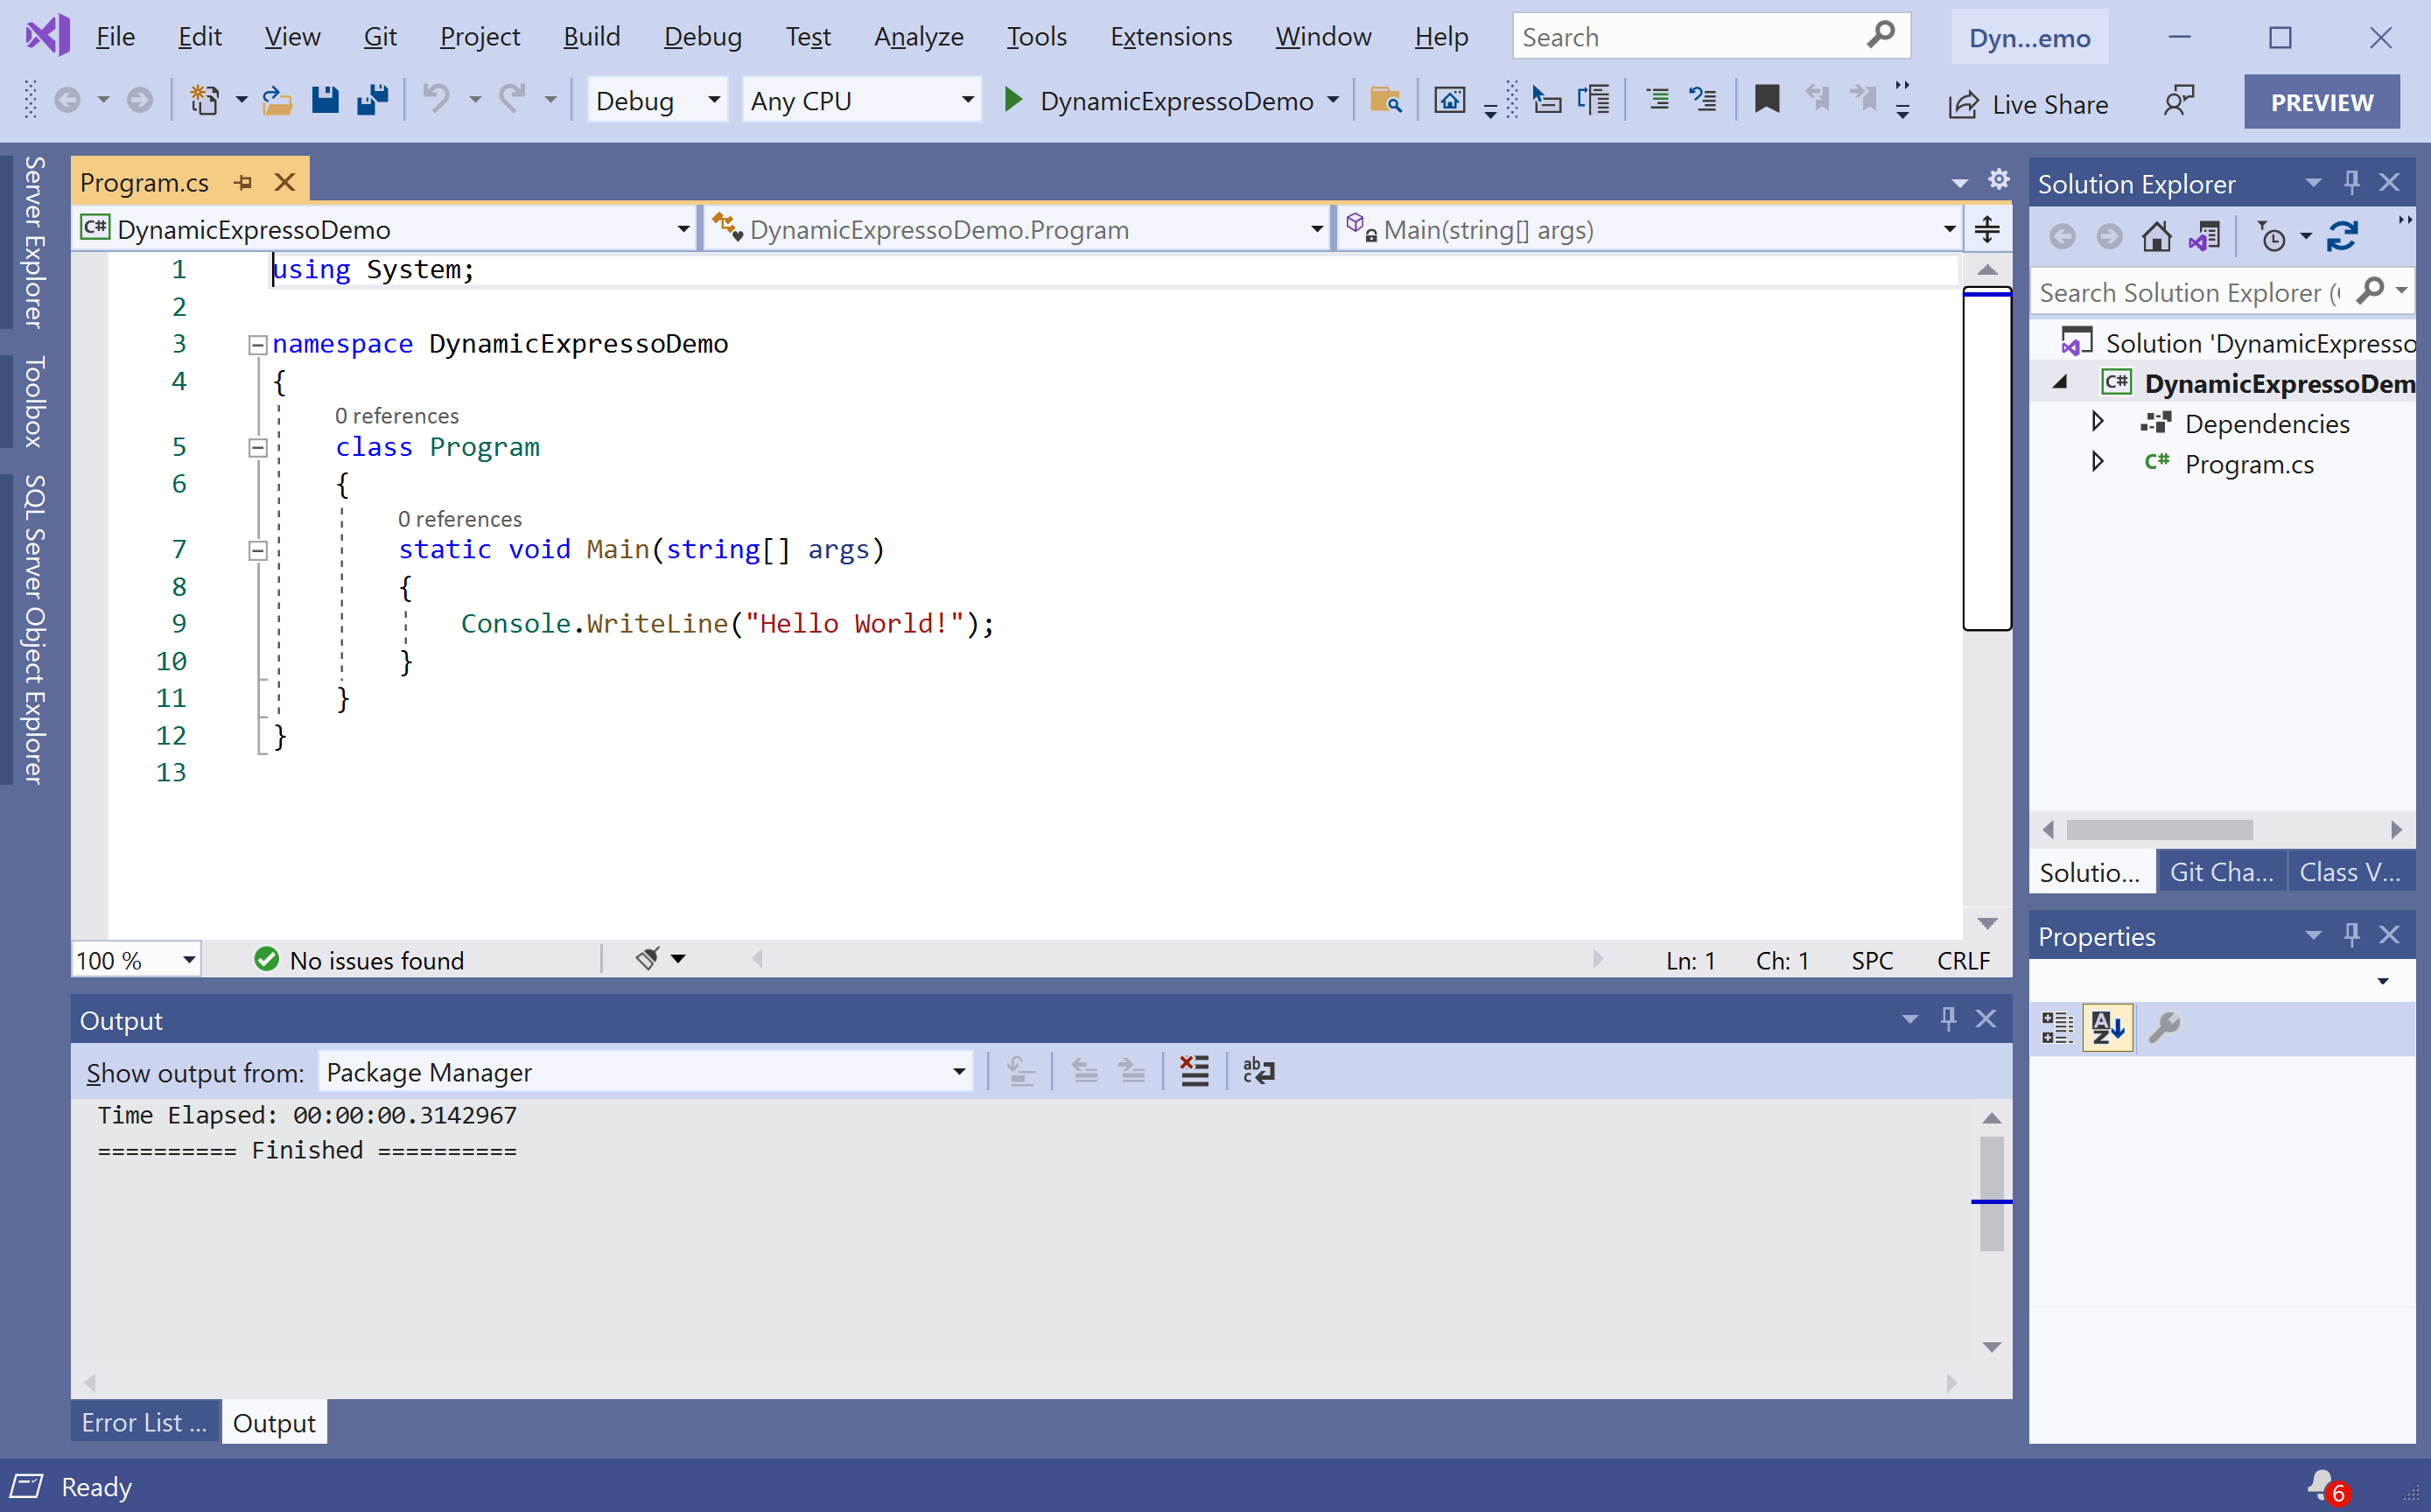 File Edit View Git Project Build Debug Test Analyze Tools Extensions Window Help Search Dyn...emo
Debug Any CPU DynamicExpressoDemo Live Share PREVIEW
Server Explorer
Toolbox
SQL Server Object Explorer
Program.cs
C# DynamicExpressoDemo DynamicExpressoDemo.Program Main(string[] args)
1 using System;
2
3 namespace DynamicExpressoDemo
4 {
0 references
5 class Program
6 {
0 references
7 static void Main(string[] args)
8 {
9 Console.WriteLine("Hello World!");
10 }
11 }
12 }
13
100 % No issues found Ln: 1 Ch: 1 SPC CRLF
Output
Show output from: Package Manager
Time Elapsed: 00:00:00.3142967
========== Finished ==========
Error List ... Output
Solution Explorer
Search Solution Explorer (
Solution 'DynamicExpresso
C# DynamicExpressoDem
Dependencies
C# Program.cs
Solutio... Git Cha... Class V...
Properties
Ready 6